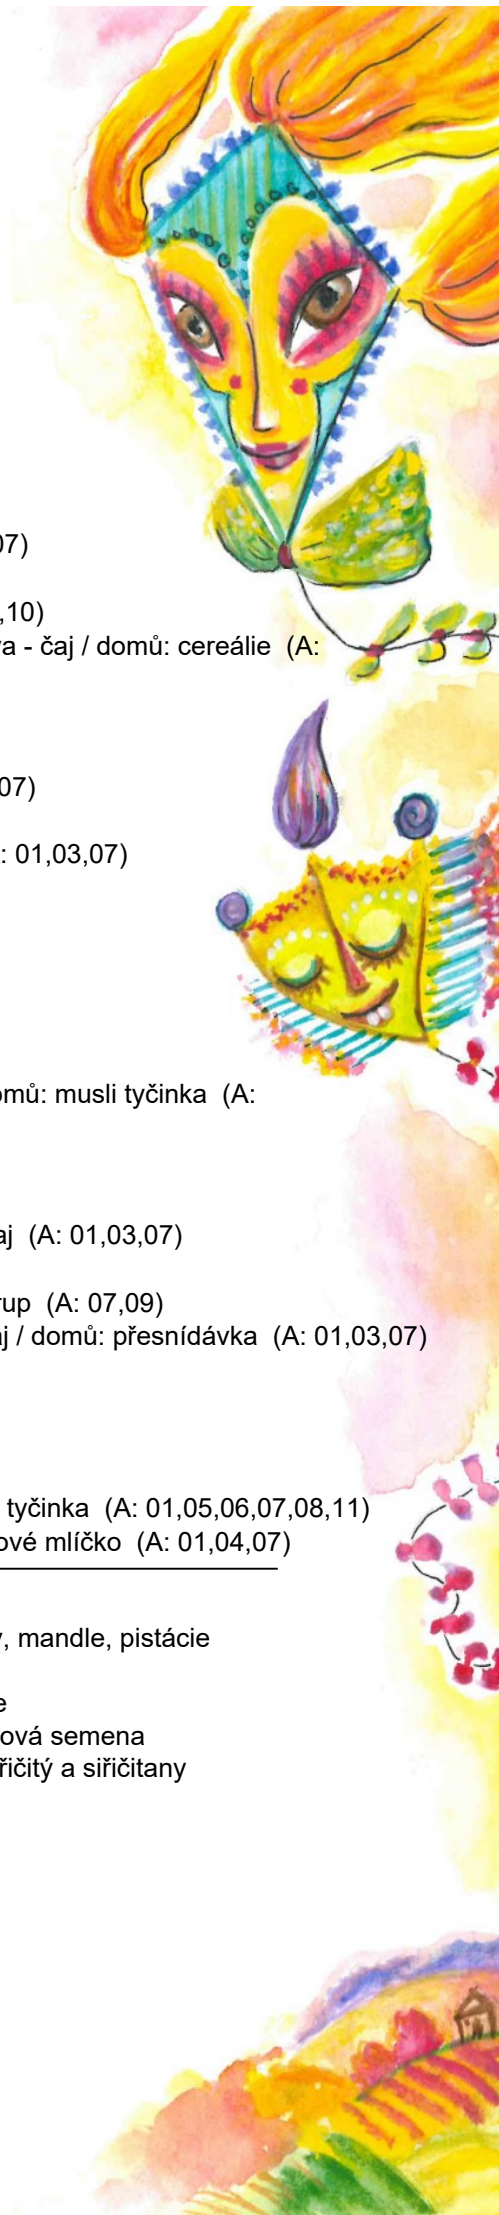 07)
,10)
va - čaj / domů: cereálie (A:
07)
: 01,03,07)
omů: musli tyčinka (A:
aj (A: 01,03,07)
rup (A: 07,09)
aj / domů: přesnídávka (A: 01,03,07)
tyčinka (A: 01,05,06,07,08,11)
ové mlíčko (A: 01,04,07)
, mandle, pistácie
e
ová semena
řičitý a siřičitany